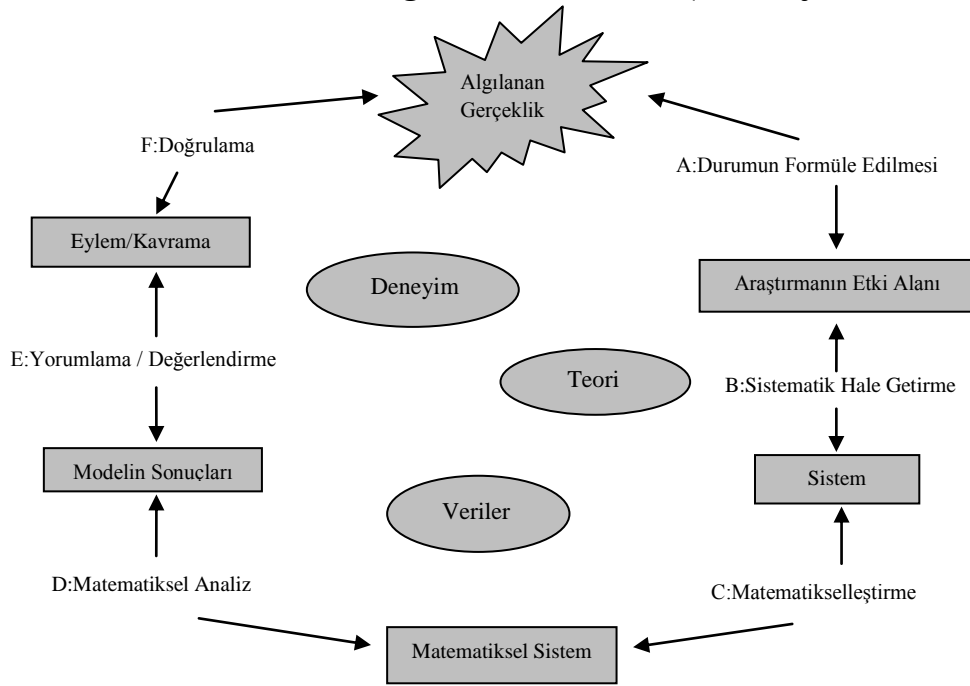 Algılanan
Gerçeklik
F:Doğrulama
A:Durumun Formüle Edilmesi
Eylem/Kavrama
Deneyim
Araştırmanın Etki Alanı
E:Yorumlama / Değerlendirme
Teori
B:Sistematik Hale Getirme
Modelin Sonuçları
Sistem
Veriler
D:Matematiksel Analiz
C:Matematikselleştirme
Matematiksel Sistem